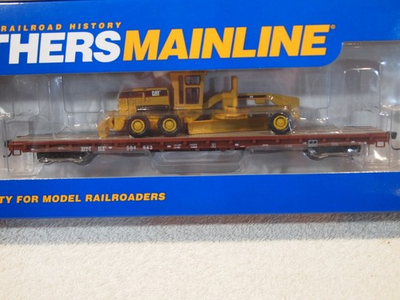 RAILROAD HISTORY
THERS MAINLINE®
CAT
TY FOR MODEL RAILROADERS